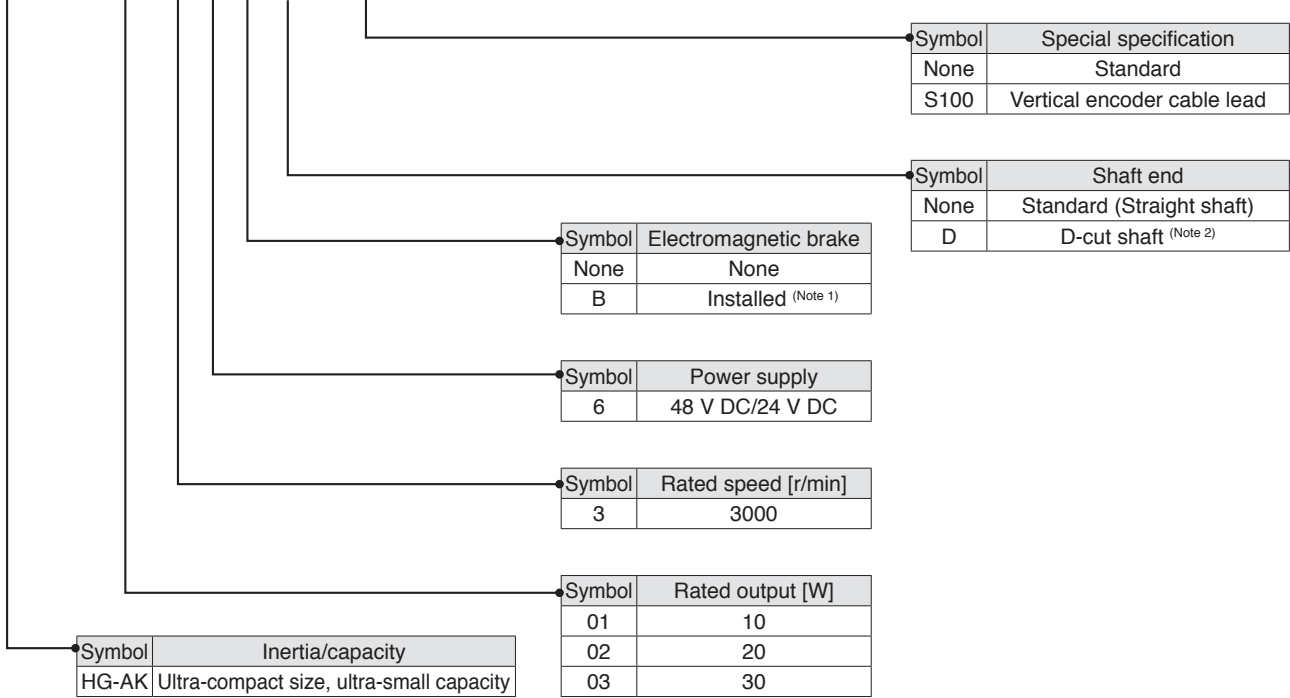 Symbol Special specification
None Standard
S100 Vertical encoder cable lead
Symbol Shaft end
None Standard (Straight shaft)
D D-cut shaft (Note 2)
Symbol Electromagnetic brake
None None
B Installed (Note 1)
Symbol Power supply
6 48 V DC/24 V DC
Symbol Rated speed [r/min]
3 3000
Symbol Rated output [W]
01 10
02 20
03 30
Symbol Inertia/capacity
HG-AK Ultra-compact size, ultra-small capacity